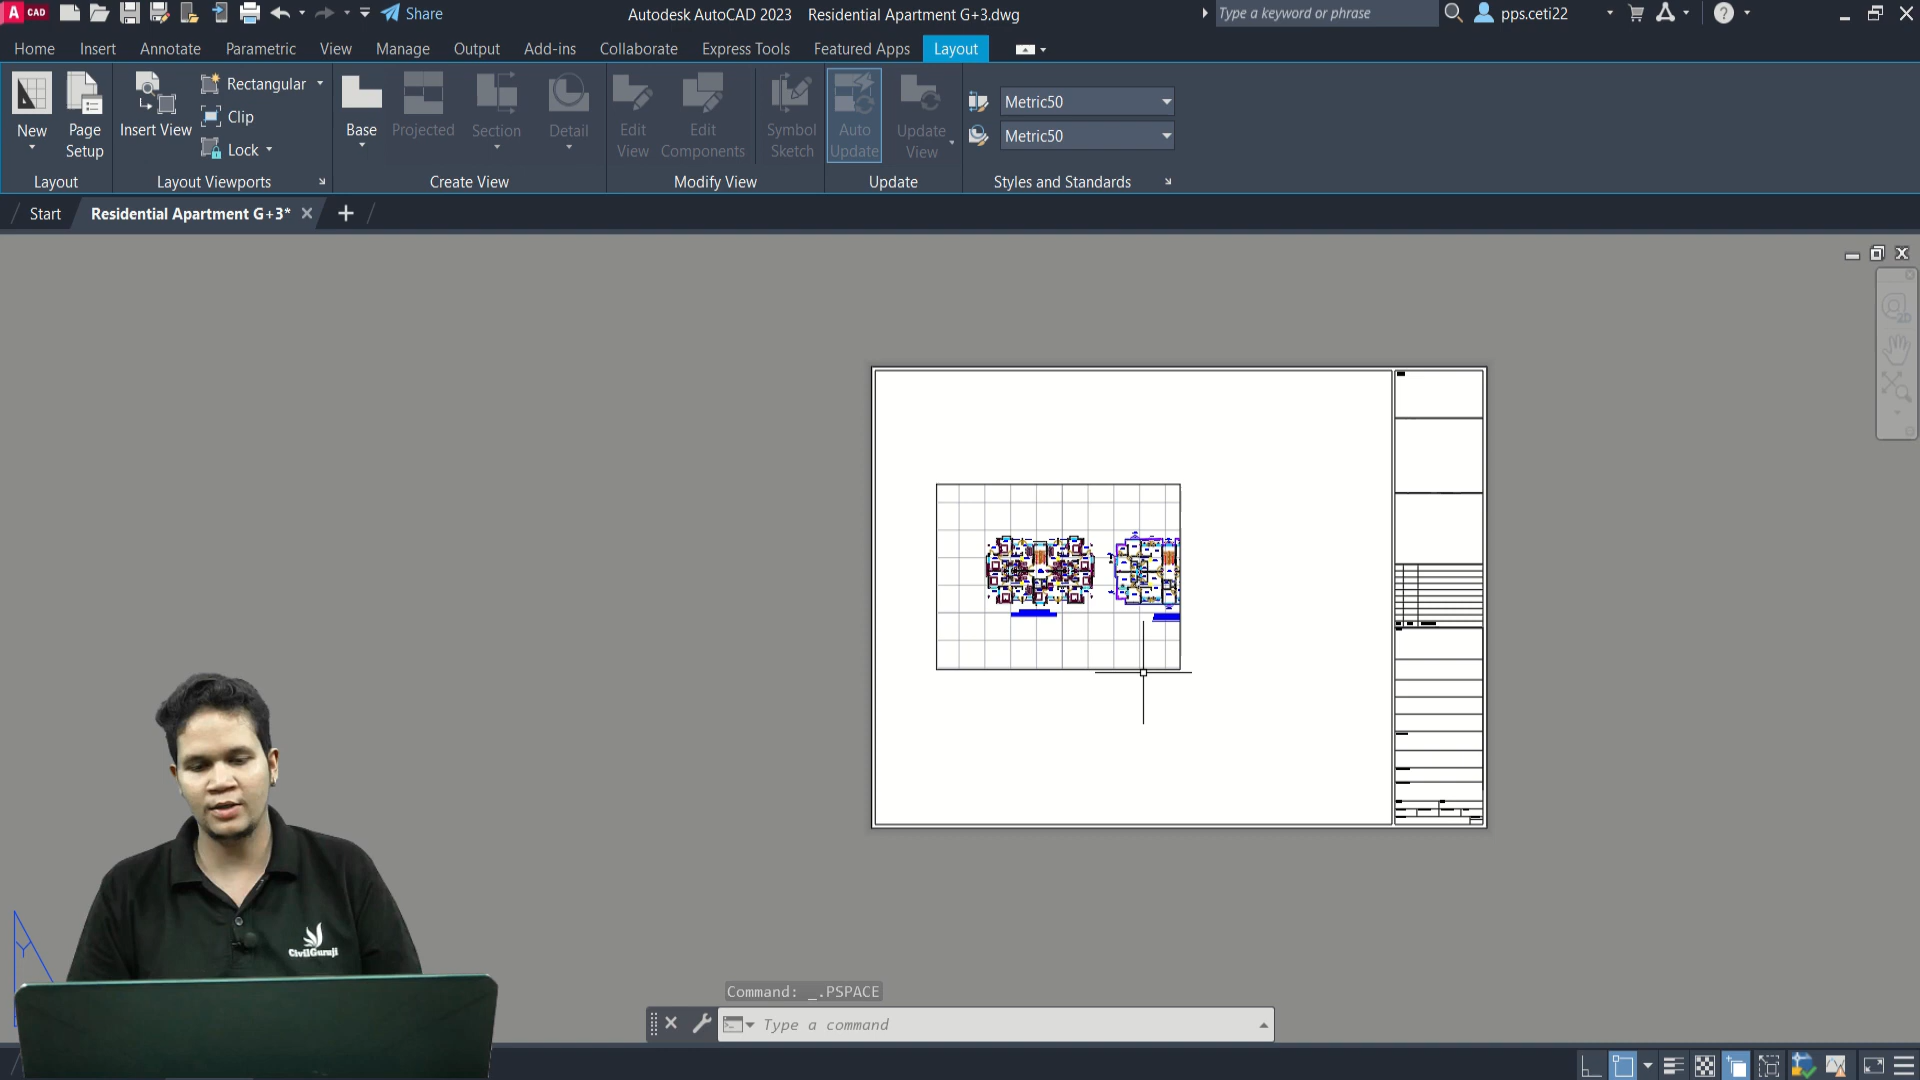 A CAD
Share
Autodesk AutoCAD 2023 Residential Apartment G+3.dwg
Type a keyword or phrase
pps.ceti22
Home Insert Annotate Parametric View Manage Output Add-ins Collaborate Express Tools Featured Apps Layout
New
Page Setup
Insert View
Rectangular
Clip
Lock
Base
Projected
Section
Detail
Edit View
Edit Components
Symbol Sketch
Auto Update
Update View
Metric50
Metric50
Layout
Layout Viewports
Create View
Modify View
Update
Styles and Standards
Start
Residential Apartment G+3*
2D
Y
CivilGuruji
Command: _.PSPACE
Type a command